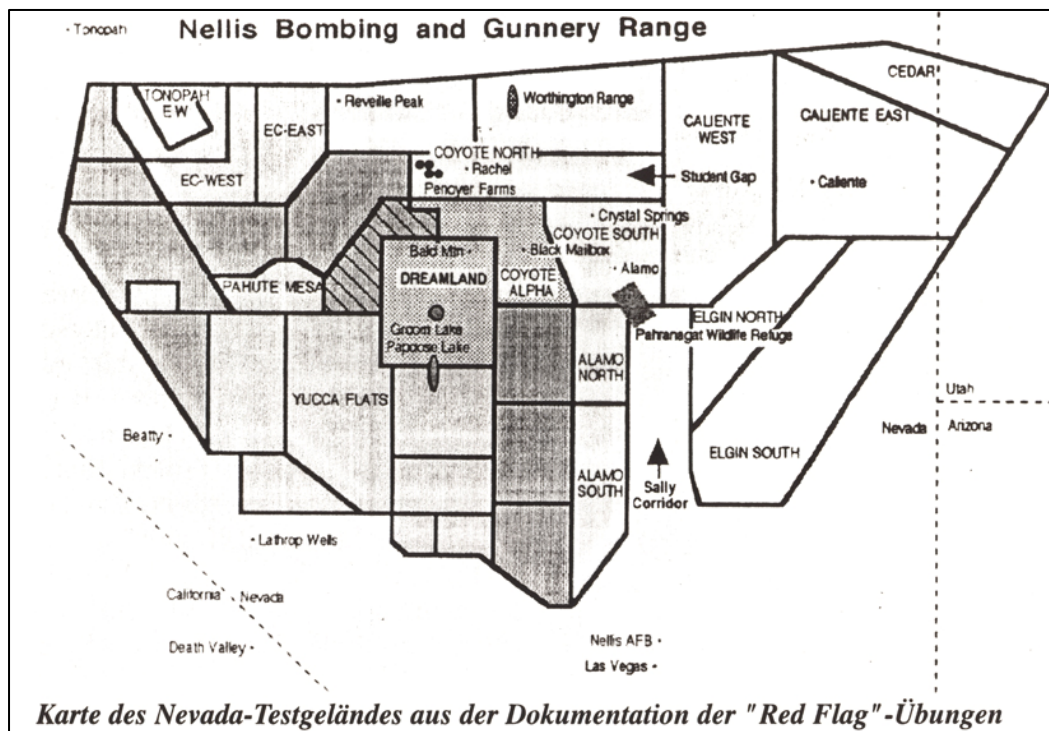 Tonopah
Nellis Bombing and Gunnery Range
CEDAR
TONOPAH
EW
Reveille Peak
Worthington Range
CALIENTE
WEST
CALIENTE EAST
EC-EAST
COYOTE NORTH
Rachel
Student Gap
EC-WEST
Penoyer Farms
Caliente
Crystal Springs
COYOTE SOUTH
Bald Mtn
Black Mailbox
PAHUTE MESA
DREAMLAND
COYOTE
ALPHA
Alamo
Groom Lake
Papoose Lake
ELGIN NORTH
Pahranagat Wildlife Refuge
ALAMO
NORTH
YUCCA FLATS
Utah
Nevada
Arizona
Beatty
ELGIN SOUTH
ALAMO
SOUTH
Sally
Corridor
Lathrop Wells
California
Nevada
Death Valley
Nellis AFB
Las Vegas
Karte des Nevada-Testgeländes aus der Dokumentation der "Red Flag"-Übungen